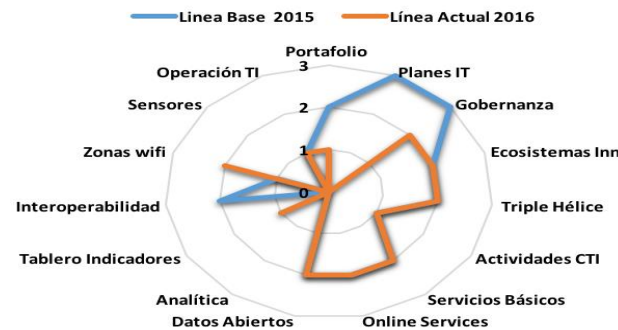 Linea Base 2015
Línea Actual 2016
Portafolio
Planes IT
Gobernanza
Ecosistemas Inn
Triple Hélice
Actividades CTI
Servicios Básicos
Online Services
Datos Abiertos
Analítica
Tablero Indicadores
Interoperabilidad
Zonas wifi
Sensores
Operación TI
3
2
1
0